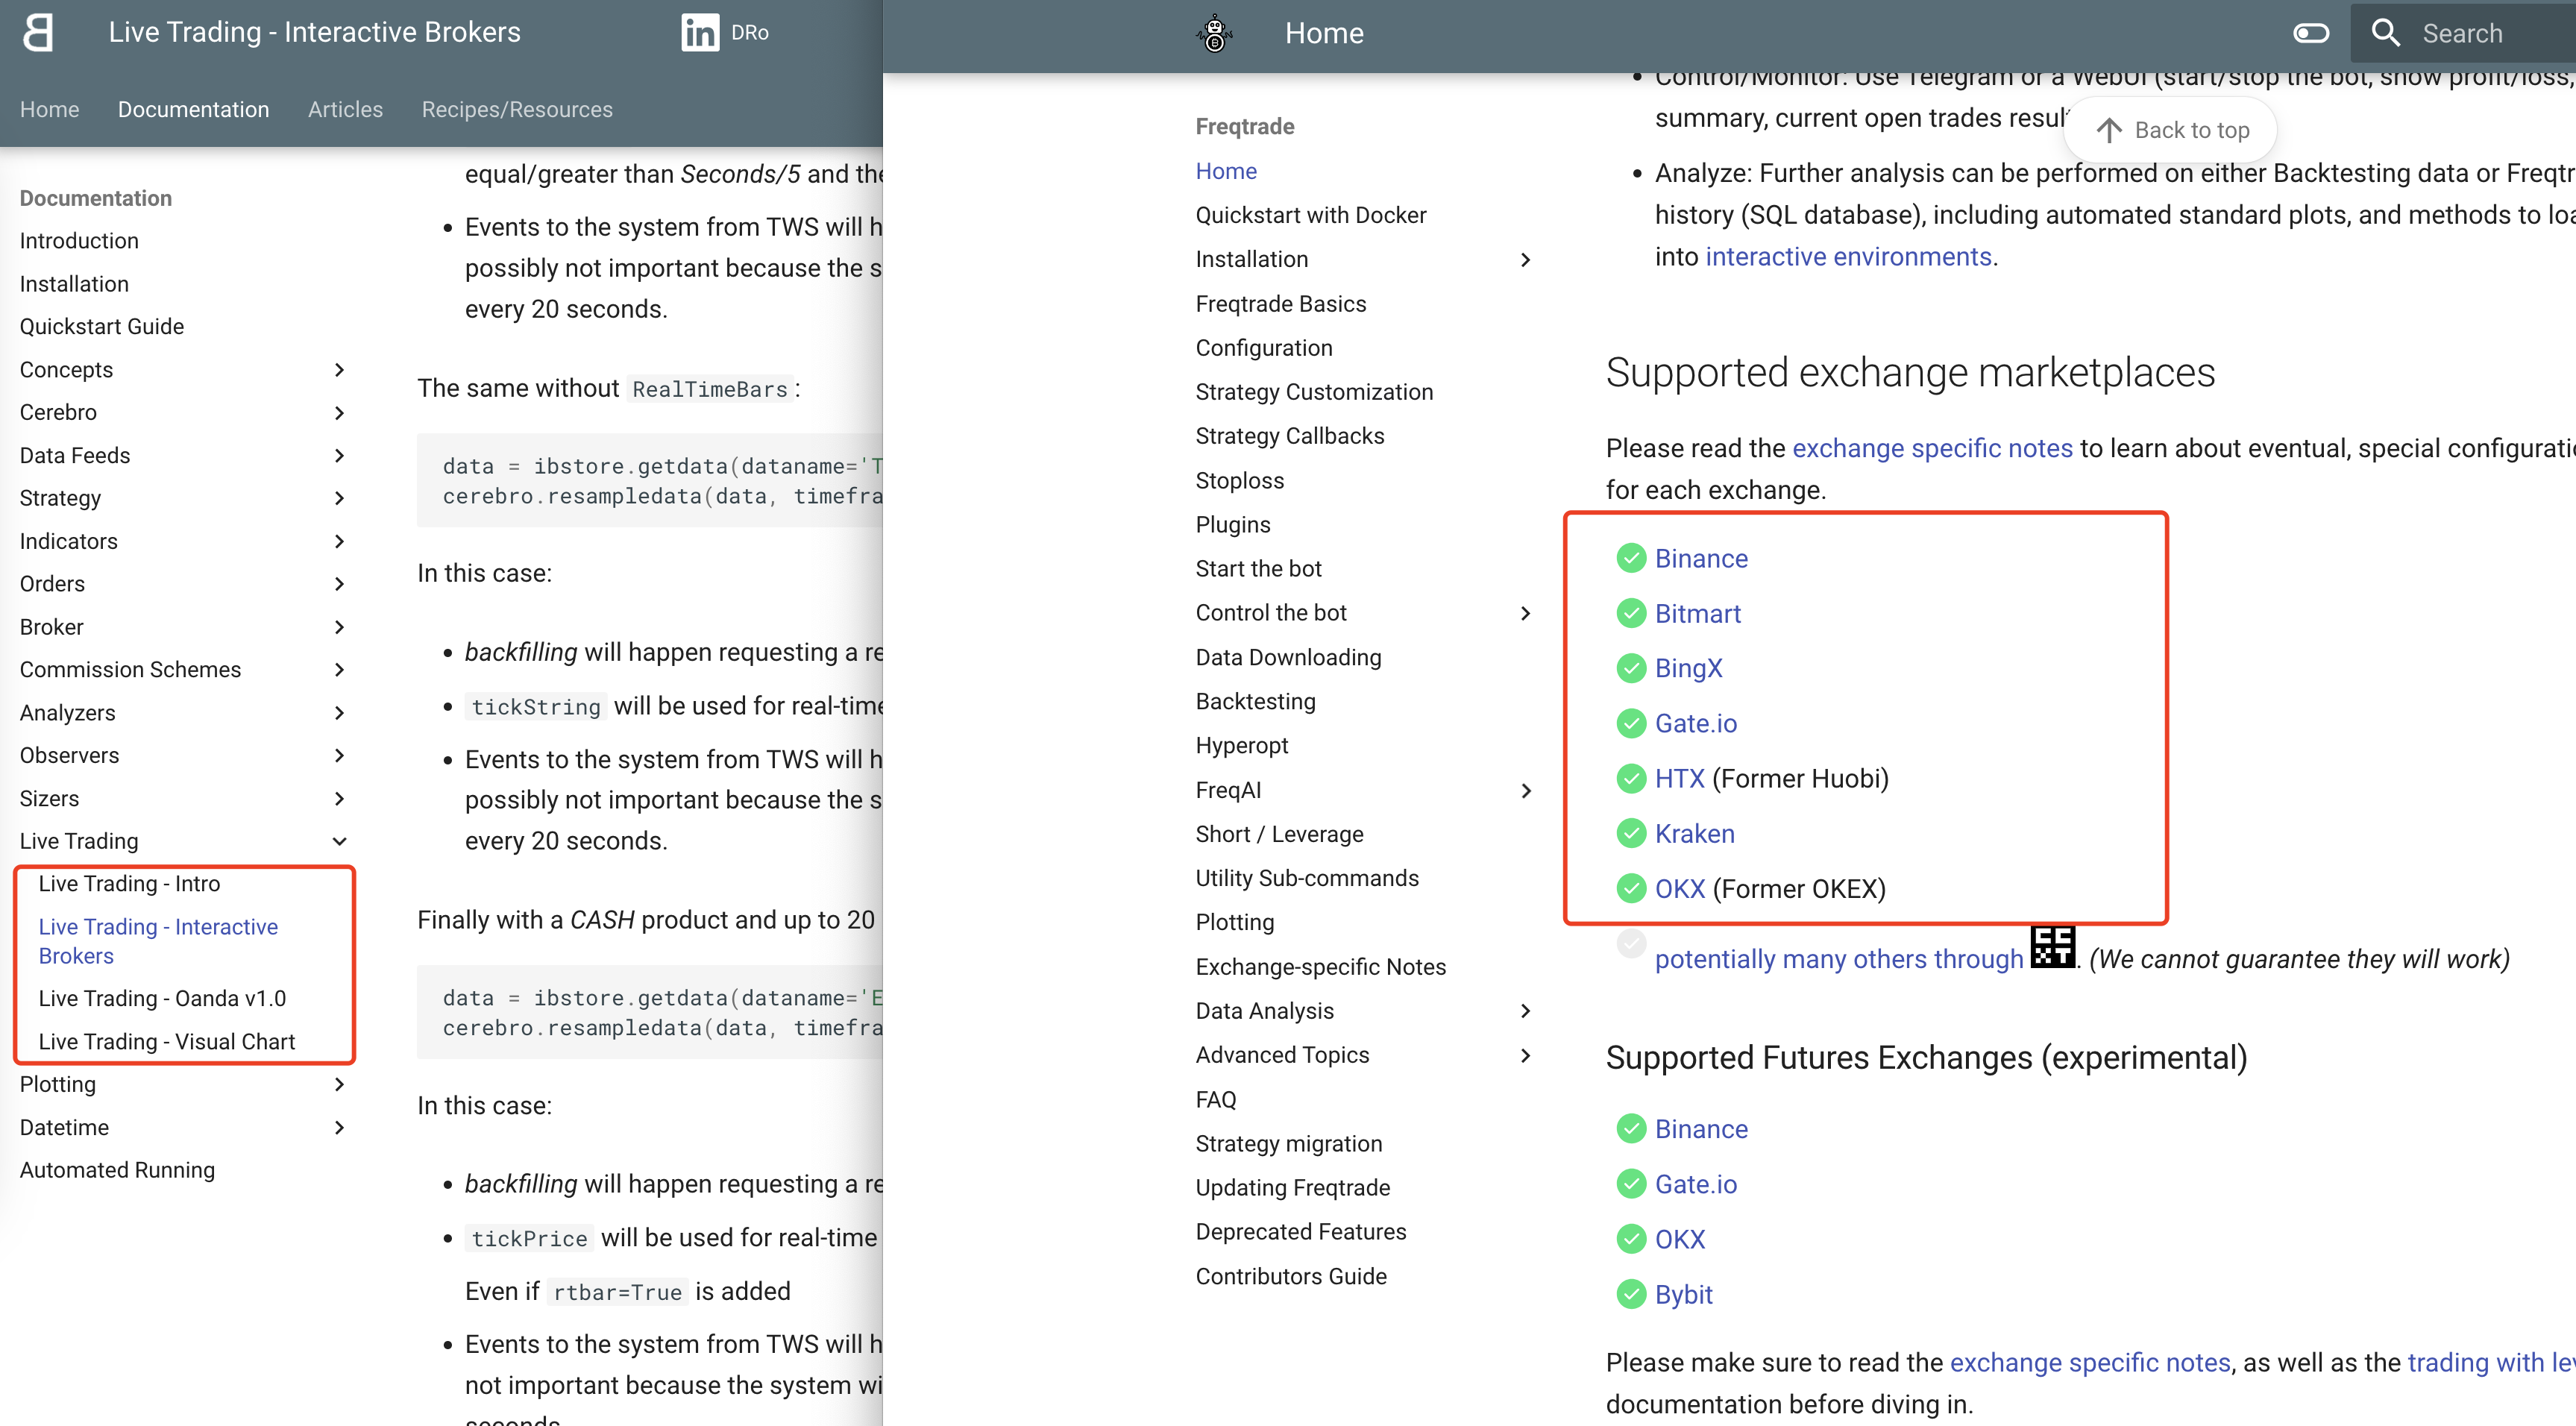 Live Trading - Interactive Brokers
DRo
Home
Documentation
Articles
Recipes/Resources
Documentation
Introduction
Installation
Quickstart Guide
Concepts
Cerebro
Data Feeds
Strategy
Indicators
Orders
Broker
Commission Schemes
Analyzers
Observers
Sizers
Live Trading
Live Trading - Intro
Live Trading - Interactive
Brokers
Live Trading - Oanda v1.0
Live Trading - Visual Chart
Plotting
Datetime
Automated Running
equal/greater than Seconds/5 and the
Events to the system from TWS will h
possibly not important because the s
every 20 seconds.
The same without RealTimeBars:
data = ibstore.getdata(dataname='T
cerebro.resampledata(data, timefra
In this case:
backfilling will happen requesting a re
tickString will be used for real-time
Events to the system from TWS will h
possibly not important because the s
every 20 seconds.
Finally with a CASH product and up to 20
data = ibstore.getdata(dataname='E
cerebro.resampledata(data, timefra
In this case:
backfilling will happen requesting a re
tickPrice will be used for real-time
Even if rtbar=True is added
Events to the system from TWS will h
not important because the system wi
seconds
Home
Search
Freqtrade
Home
Quickstart with Docker
Installation
Freqtrade Basics
Configuration
Strategy Customization
Strategy Callbacks
Stoploss
Plugins
Start the bot
Control the bot
Data Downloading
Backtesting
Hyperopt
FreqAI
Short / Leverage
Utility Sub-commands
Plotting
Exchange-specific Notes
Data Analysis
Advanced Topics
FAQ
Strategy migration
Updating Freqtrade
Deprecated Features
Contributors Guide
Control/Monitor: Use Telegram or a WebUI (start/stop the bot, show profit/loss,
summary, current open trades resul
Back to top
Analyze: Further analysis can be performed on either Backtesting data or Freqtr
history (SQL database), including automated standard plots, and methods to loa
into interactive environments.
Supported exchange marketplaces
Please read the exchange specific notes to learn about eventual, special configurati
for each exchange.
Binance
Bitmart
BingX
Gate.io
HTX (Former Huobi)
Kraken
OKX (Former OKEX)
potentially many others through . (We cannot guarantee they will work)
Supported Futures Exchanges (experimental)
Binance
Gate.io
OKX
Bybit
Please make sure to read the exchange specific notes, as well as the trading with lev
documentation before diving in.